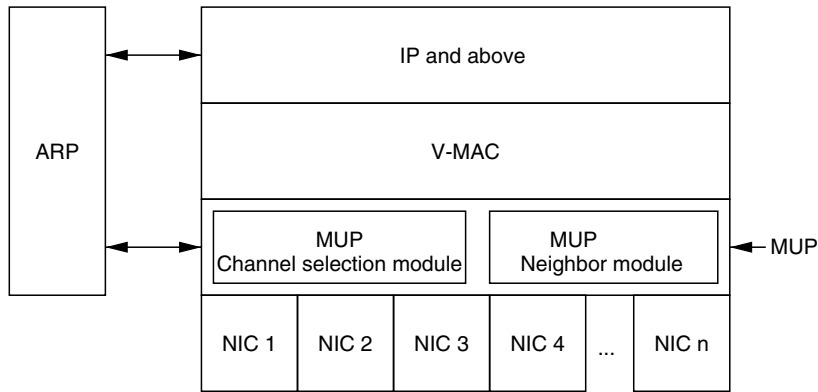 IP and above
ARP
V-MAC
MUP
Channel selection module
MUP
Neighbor module
MUP
NIC 1
NIC 2
NIC 3
NIC 4
...
NIC n